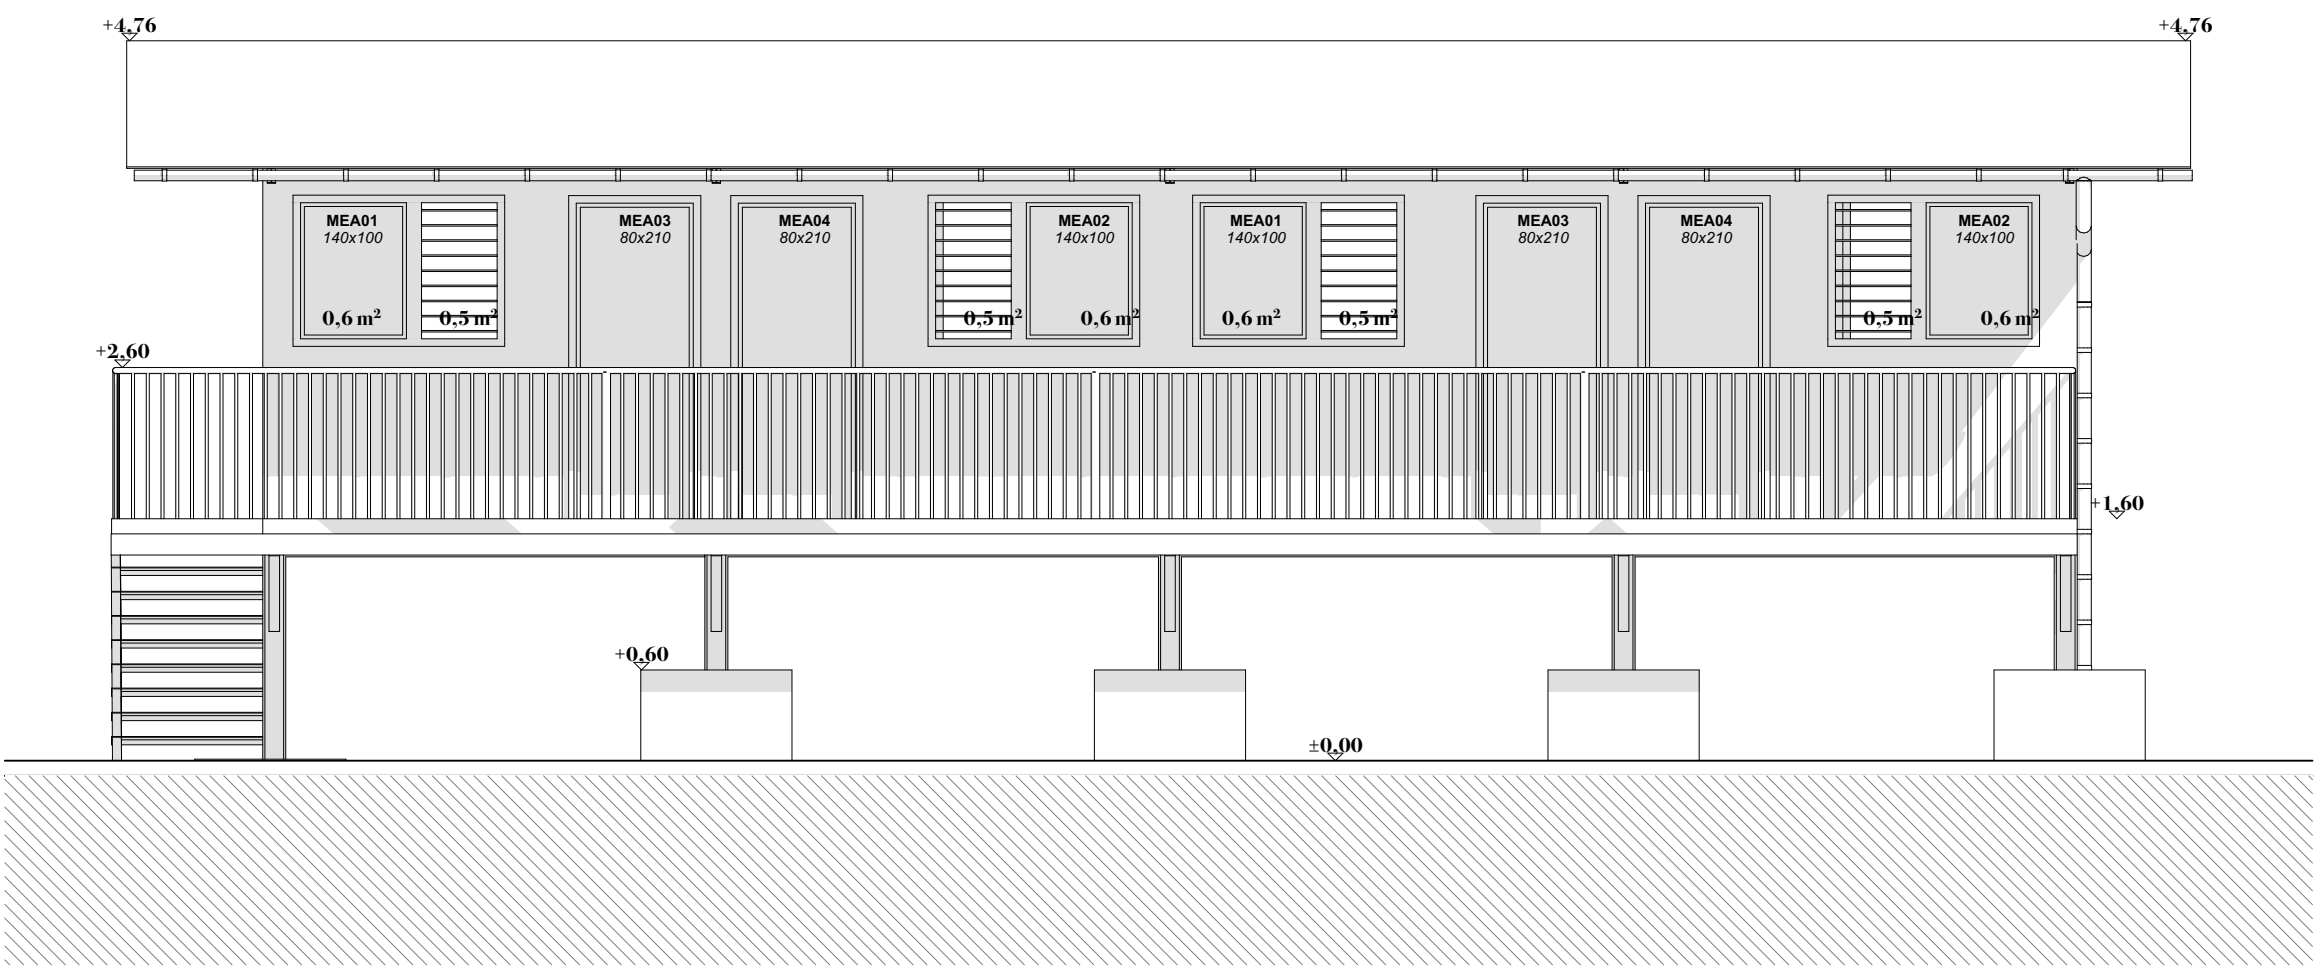 +4,76
+4,76
MEA01
140x100
MEA03
80x210
MEA04
80x210
MEA02
140x100
MEA01
140x100
MEA03
80x210
MEA04
80x210
MEA02
140x100
0,6 m²
0,5 m²
0,5 m²
0,6 m²
0,6 m²
0,5 m²
0,5 m²
0,6 m²
+2,60
+1,60
+0,60
±0,00